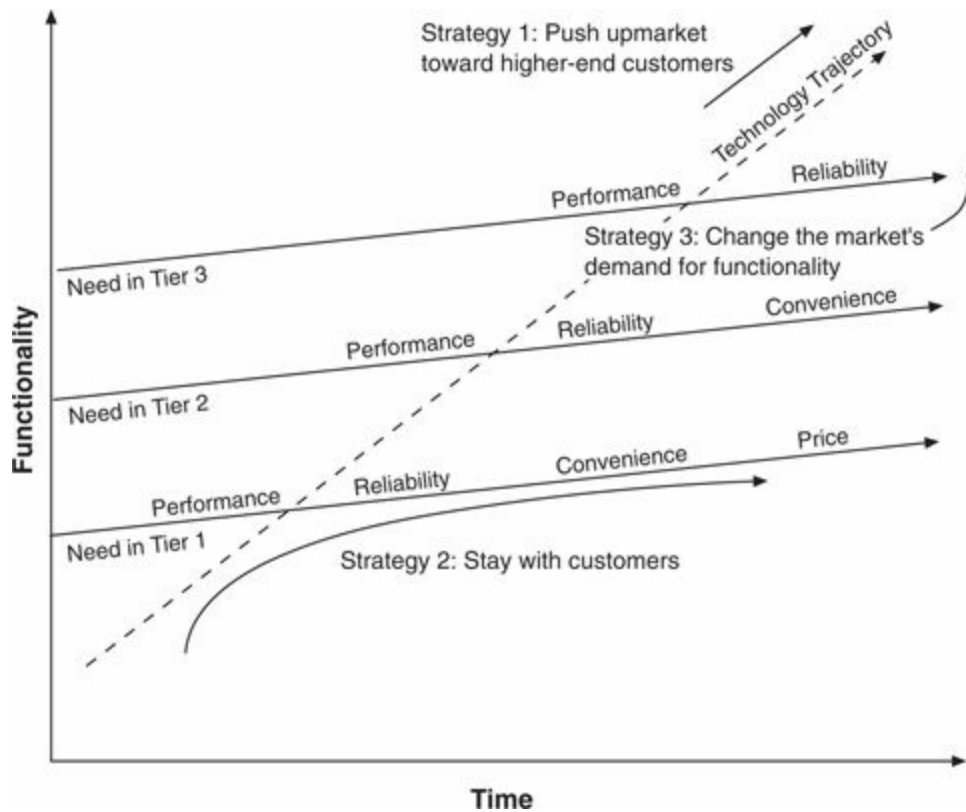 Strategy 1: Push upmarket
toward higher-end customers
Technology Trajectory
Performance
Reliability
Need in Tier 3
Strategy 3: Change the market's
demand for functionality
Performance
Reliability
Convenience
Need in Tier 2
Performance
Reliability
Convenience
Price
Need in Tier 1
Strategy 2: Stay with customers
Functionality
Time